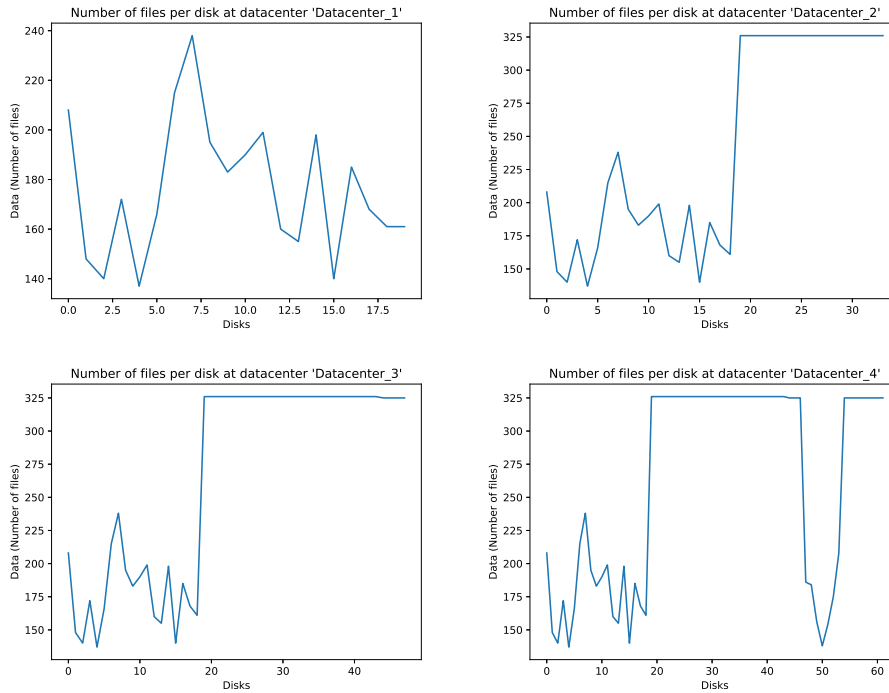 Number of files per disk at datacenter 'Datacenter_1'
240
220
200
180
160
140
Data (Number of files)
0.0 2.5 5.0 7.5 10.0 12.5 15.0 17.5
Disks
Number of files per disk at datacenter 'Datacenter_2'
325
300
275
250
225
200
175
150
Data (Number of files)
0 5 10 15 20 25 30
Disks
Number of files per disk at datacenter 'Datacenter_3'
325
300
275
250
225
200
175
150
Data (Number of files)
0 10 20 30 40
Disks
Number of files per disk at datacenter 'Datacenter_4'
325
300
275
250
225
200
175
150
Data (Number of files)
0 10 20 30 40 50 60
Disks